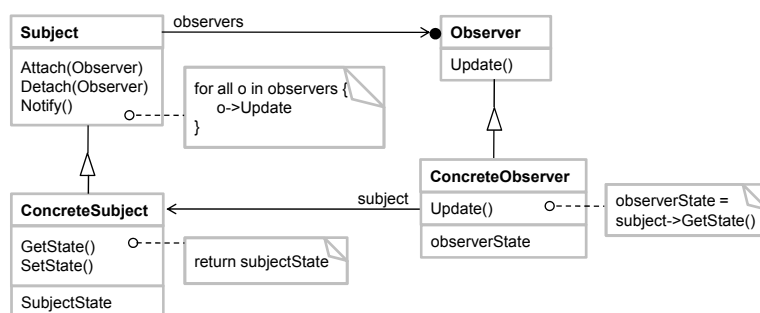 Subject
observers
Observer
Attach(Observer)
Detach(Observer)
Notify()
for all o in observers {
o->Update
}
Update()
ConcreteSubject
GetState()
SetState()
SubjectState
return subjectState
subject
ConcreteObserver
Update()
observerState
observerState =
subject->GetState()